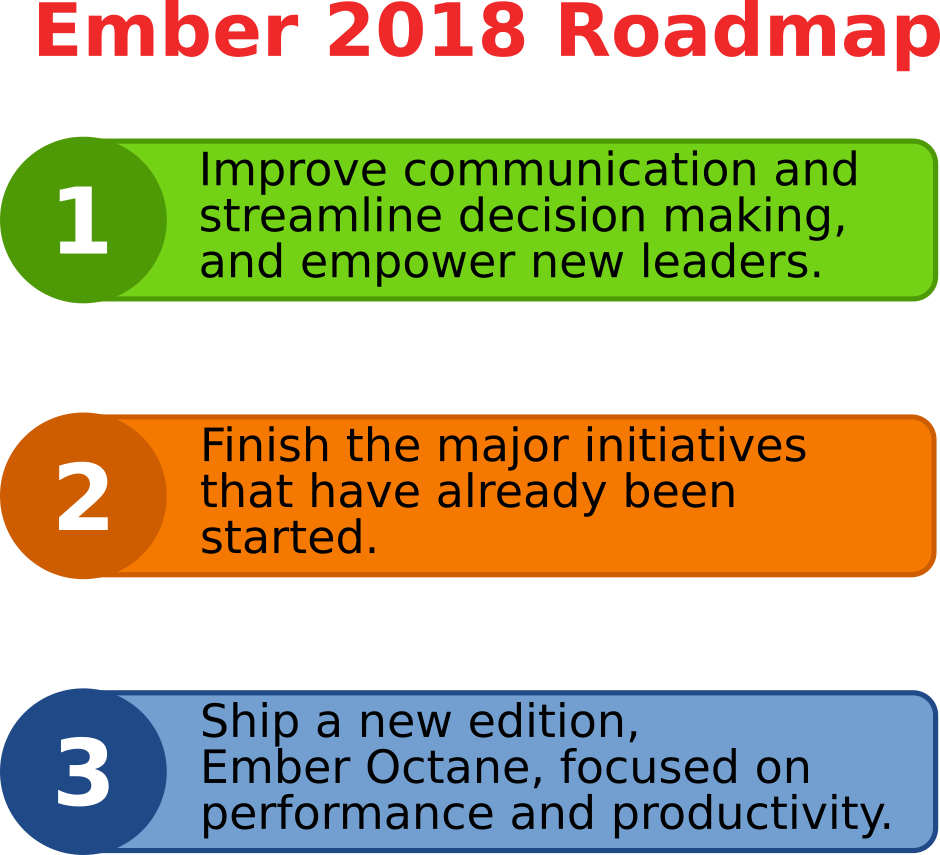 Ember 2018 Roadmap
1
Improve communication and
streamline decision making,
and empower new leaders.
2
Finish the major initiatives
that have already been
started.
3
Ship a new edition,
Ember Octane, focused on
performance and productivity.